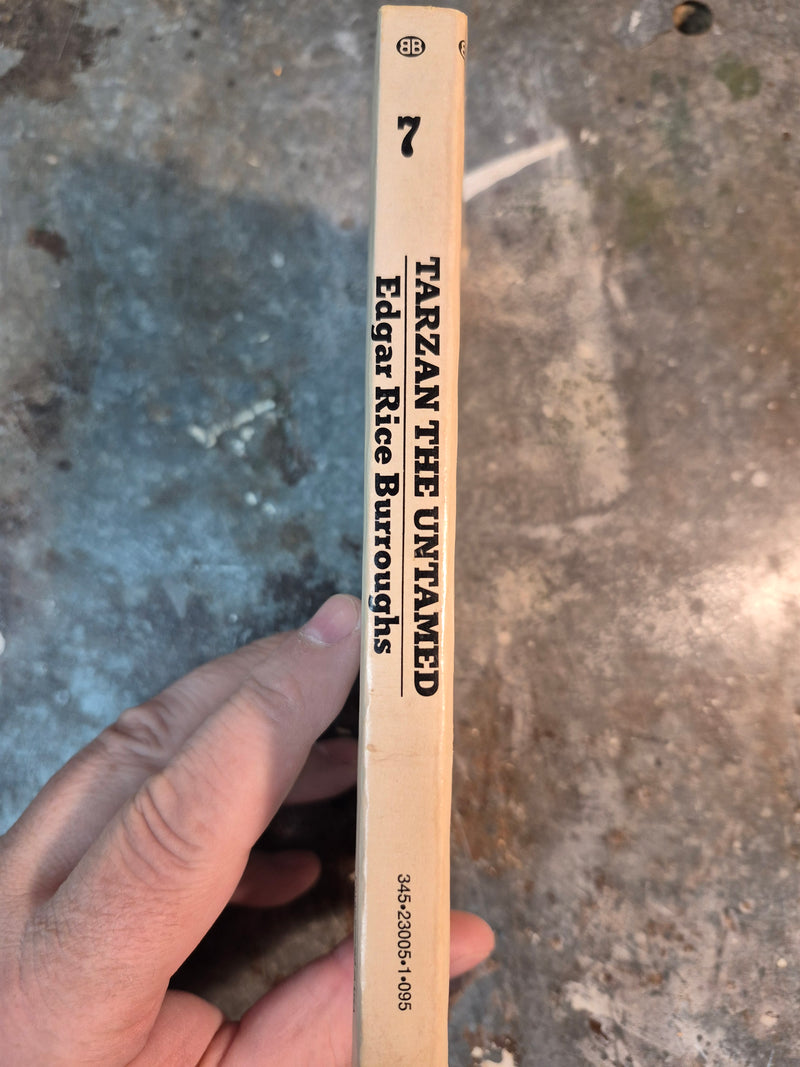 BB
7
TARZAN THE UNTAMED
Edgar Rice Burroughs
345•23005•1•095